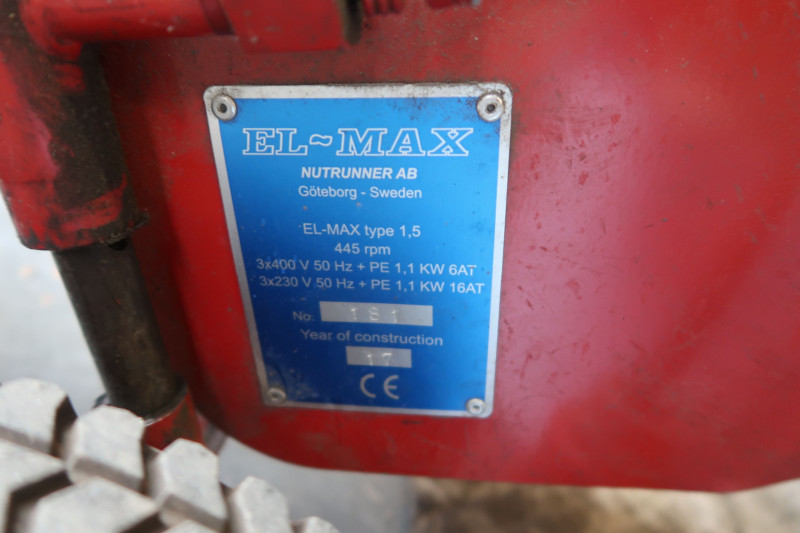 EL~MAX
NUTRUNNER AB
Göteborg - Sweden
EL-MAX type 1,5
445 rpm
3x400 V 50 Hz + PE 1,1 KW 6AT
3x230 V 50 Hz + PE 1,1 KW 16AT
No: 181
Year of construction
17
CE